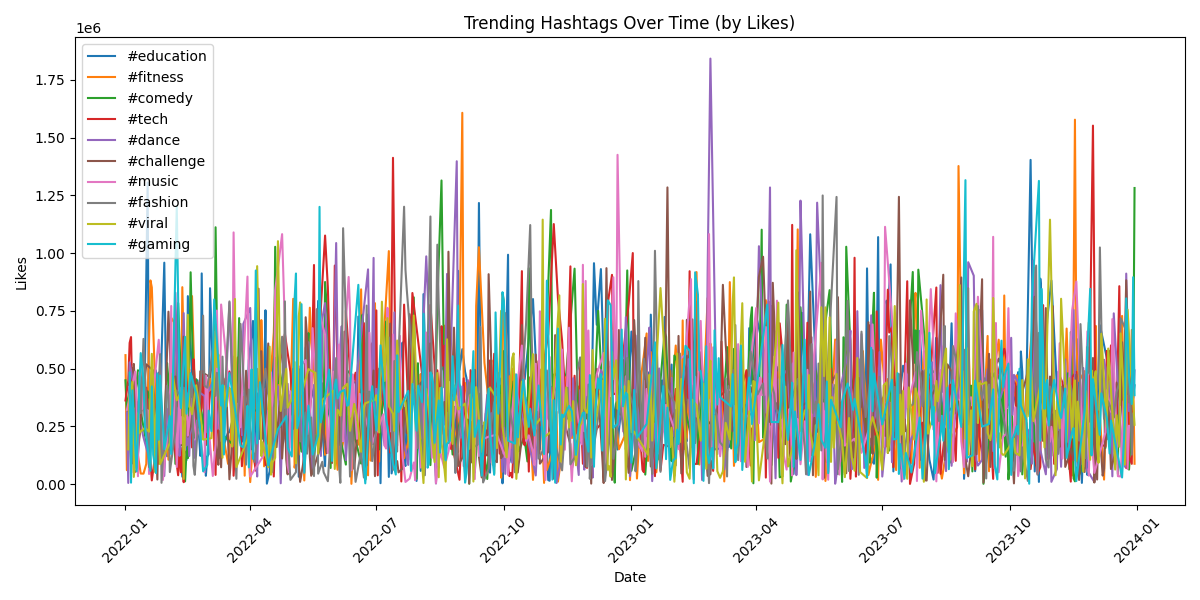 Trending Hashtags Over Time (by Likes)
1e6
#education
#fitness
#comedy
#tech
#dance
#challenge
#music
#fashion
#viral
#gaming
1.75
1.50
1.25
1.00
0.75
0.50
0.25
0.00
Likes
2022-01
2022-04
2022-07
2022-10
2023-01
2023-04
2023-07
2023-10
2024-01
Date